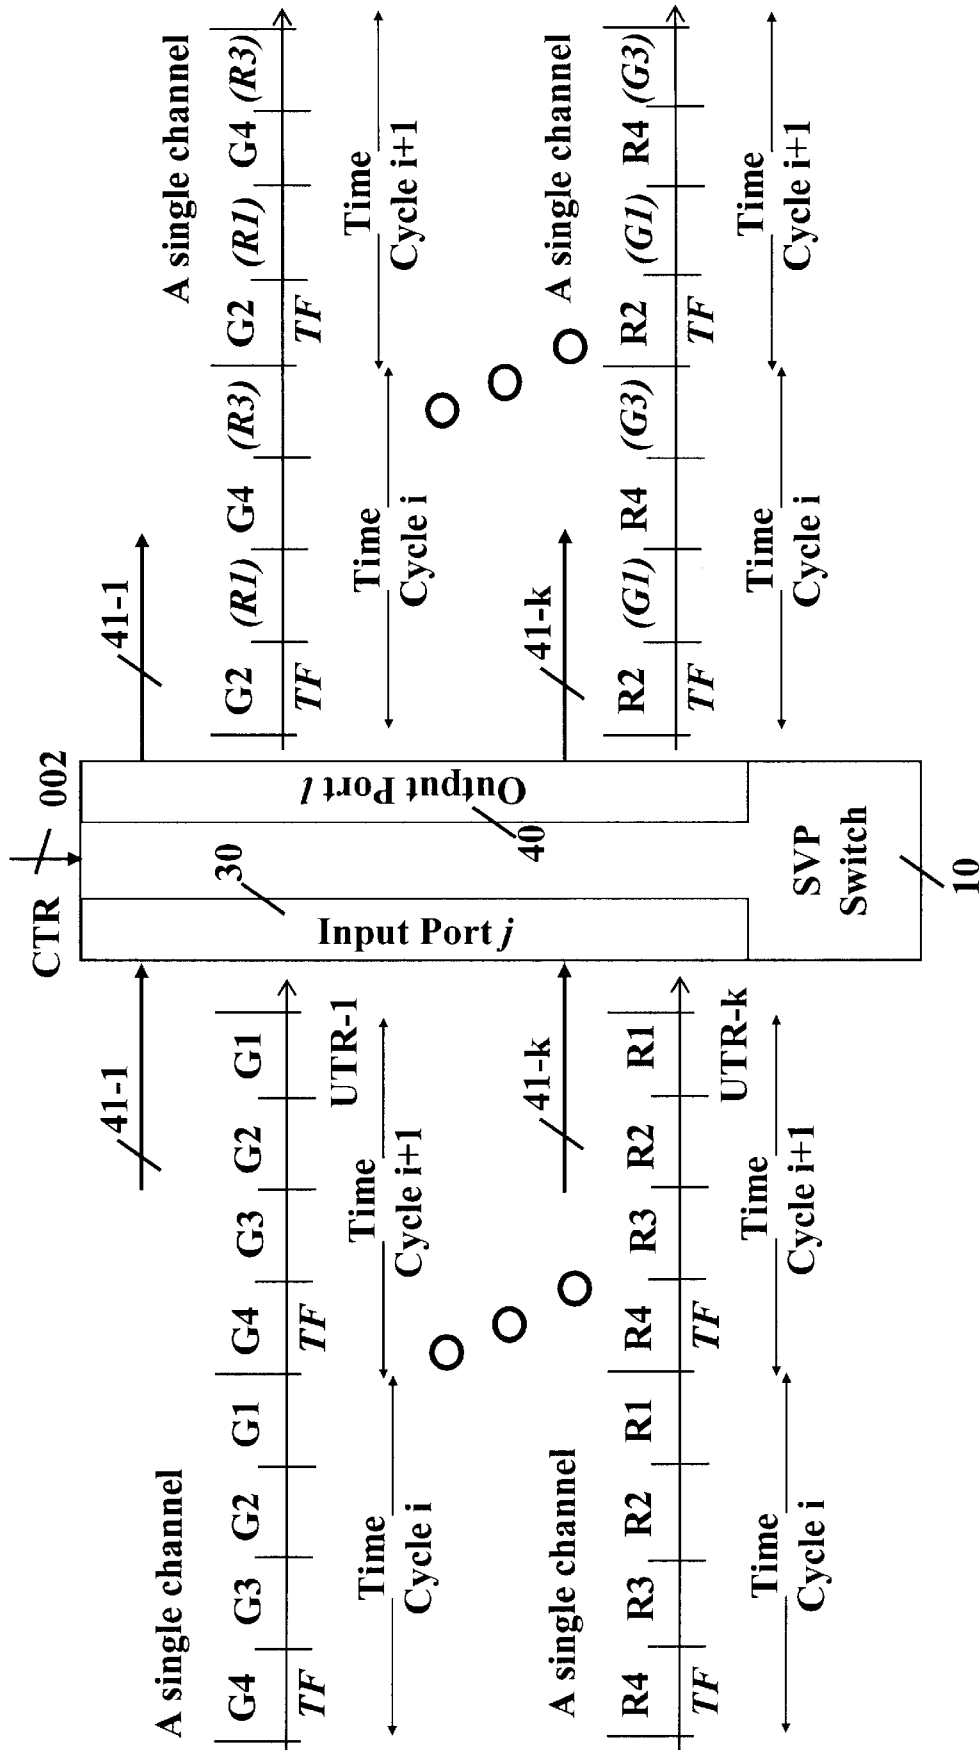 CTR
002
41-1
41-1
A single channel
G4 G3 G2 G1 G4 G3 G2 G1
TF TF
UTR-1
Time Cycle i
Time Cycle i+1
A single channel
G2 (R1) G4 (R3) G2 (R1) G4 (R3)
TF TF
Time Cycle i
Time Cycle i+1
30
Input Port j
40
Output Port l
SVP
Switch
10
41-k
41-k
A single channel
R4 R3 R2 R1 R4 R3 R2 R1
TF TF
UTR-k
Time Cycle i
Time Cycle i+1
A single channel
R2 (G1) R4 (G3) R2 (G1) R4 (G3)
TF TF
Time Cycle i
Time Cycle i+1